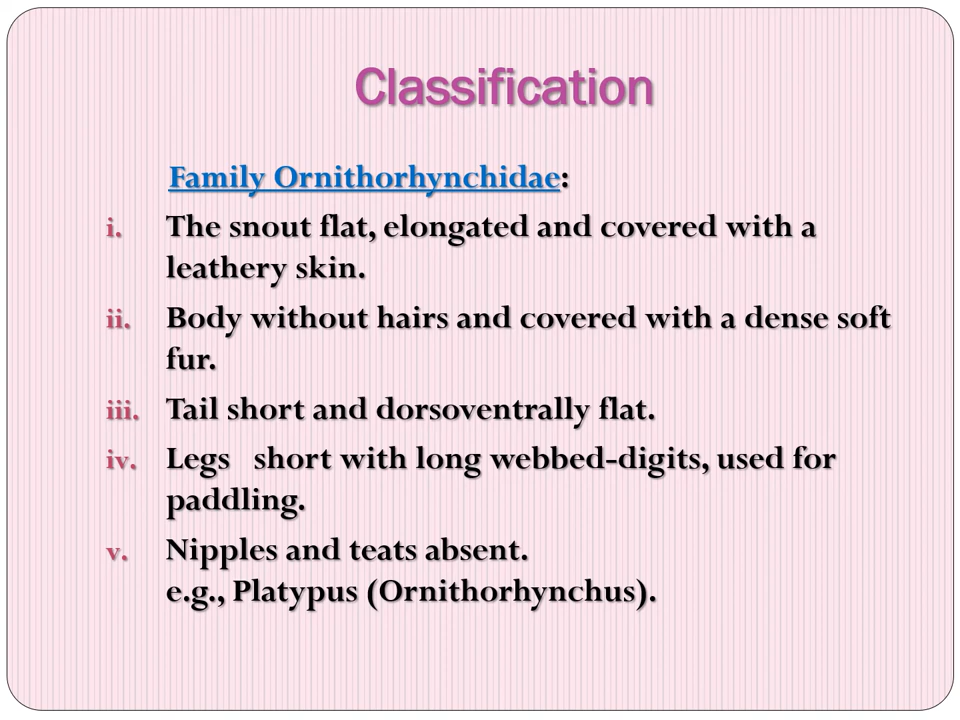 Classification
Family Ornithorhynchidae:
i. The snout flat, elongated and covered with a
leathery skin.
ii. Body without hairs and covered with a dense soft
fur.
iii. Tail short and dorsoventrally flat.
iv. Legs short with long webbed-digits, used for
paddling.
v. Nipples and teats absent.
e.g., Platypus (Ornithorhynchus).